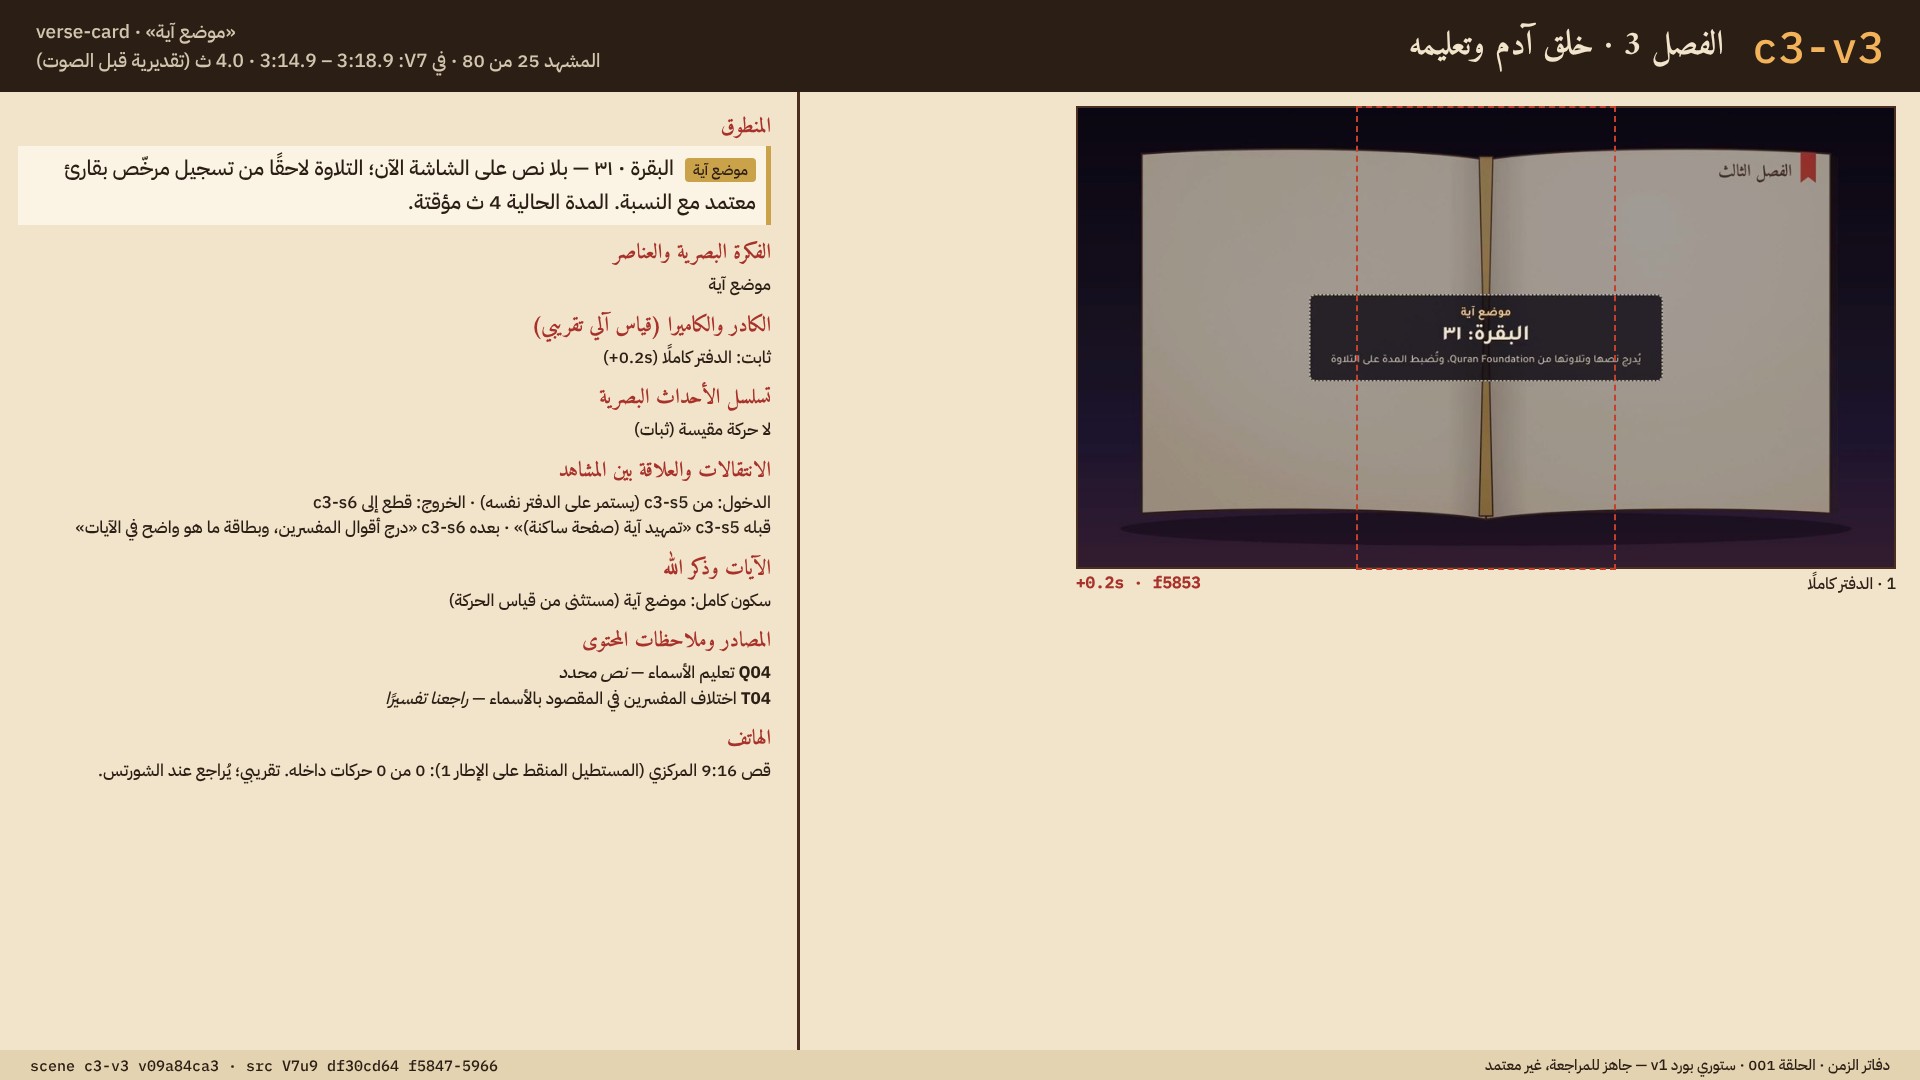 c3-v3 الفصل 3 · خلق آدم وتعليمه
verse-card · «موضع آية»
المشهد 25 من 80 · في V7: 3:14.9 – 3:18.9 · 4.0 ث (تقديرية قبل الصوت)
الفصل الثالث
موضع آية
البقرة: ٣١
يُدرج نصها وتلاوتها من Quran Foundation، وتُضبط المدة على التلاوة
1 · الدفتر كاملًا
+0.2s · f5853
المنطوق
موضع آية البقرة · ٣١ — بلا نص على الشاشة الآن؛ التلاوة لاحقًا من تسجيل مرخّص بقارئ
معتمد مع النسبة. المدة الحالية 4 ث مؤقتة.
الفكرة البصرية والعناصر
موضع آية
الكادر والكاميرا (قياس آلي تقريبي)
ثابت: الدفتر كاملًا (+0.2s)
تسلسل الأحداث البصرية
لا حركة مقيسة (ثبات)
الانتقالات والعلاقة بين المشاهد
الدخول: من c3-s5 (يستمر على الدفتر نفسه) · الخروج: قطع إلى c3-s6
قبله c3-s5 «تمهيد آية (صفحة ساكنة)» · بعده c3-s6 «درج أقوال المفسرين، وبطاقة ما هو واضح في الآيات»
الآيات وذكر الله
سكون كامل: موضع آية (مستثنى من قياس الحركة)
المصادر وملاحظات المحتوى
Q04 تعليم الأسماء — نص محدد
T04 اختلاف المفسرين في المقصود بالأسماء — راجعنا تفسيرًا
الهاتف
قص 9:16 المركزي (المستطيل المنقط على الإطار 1): 0 من 0 حركات داخله. تقريبي؛ يُراجع عند الشورتس.
دفاتر الزمن · الحلقة 001 · ستوري بورد v1 — جاهز للمراجعة، غير معتمد
scene c3-v3 v09a84ca3 · src V7u9 df30cd64 f5847-5966